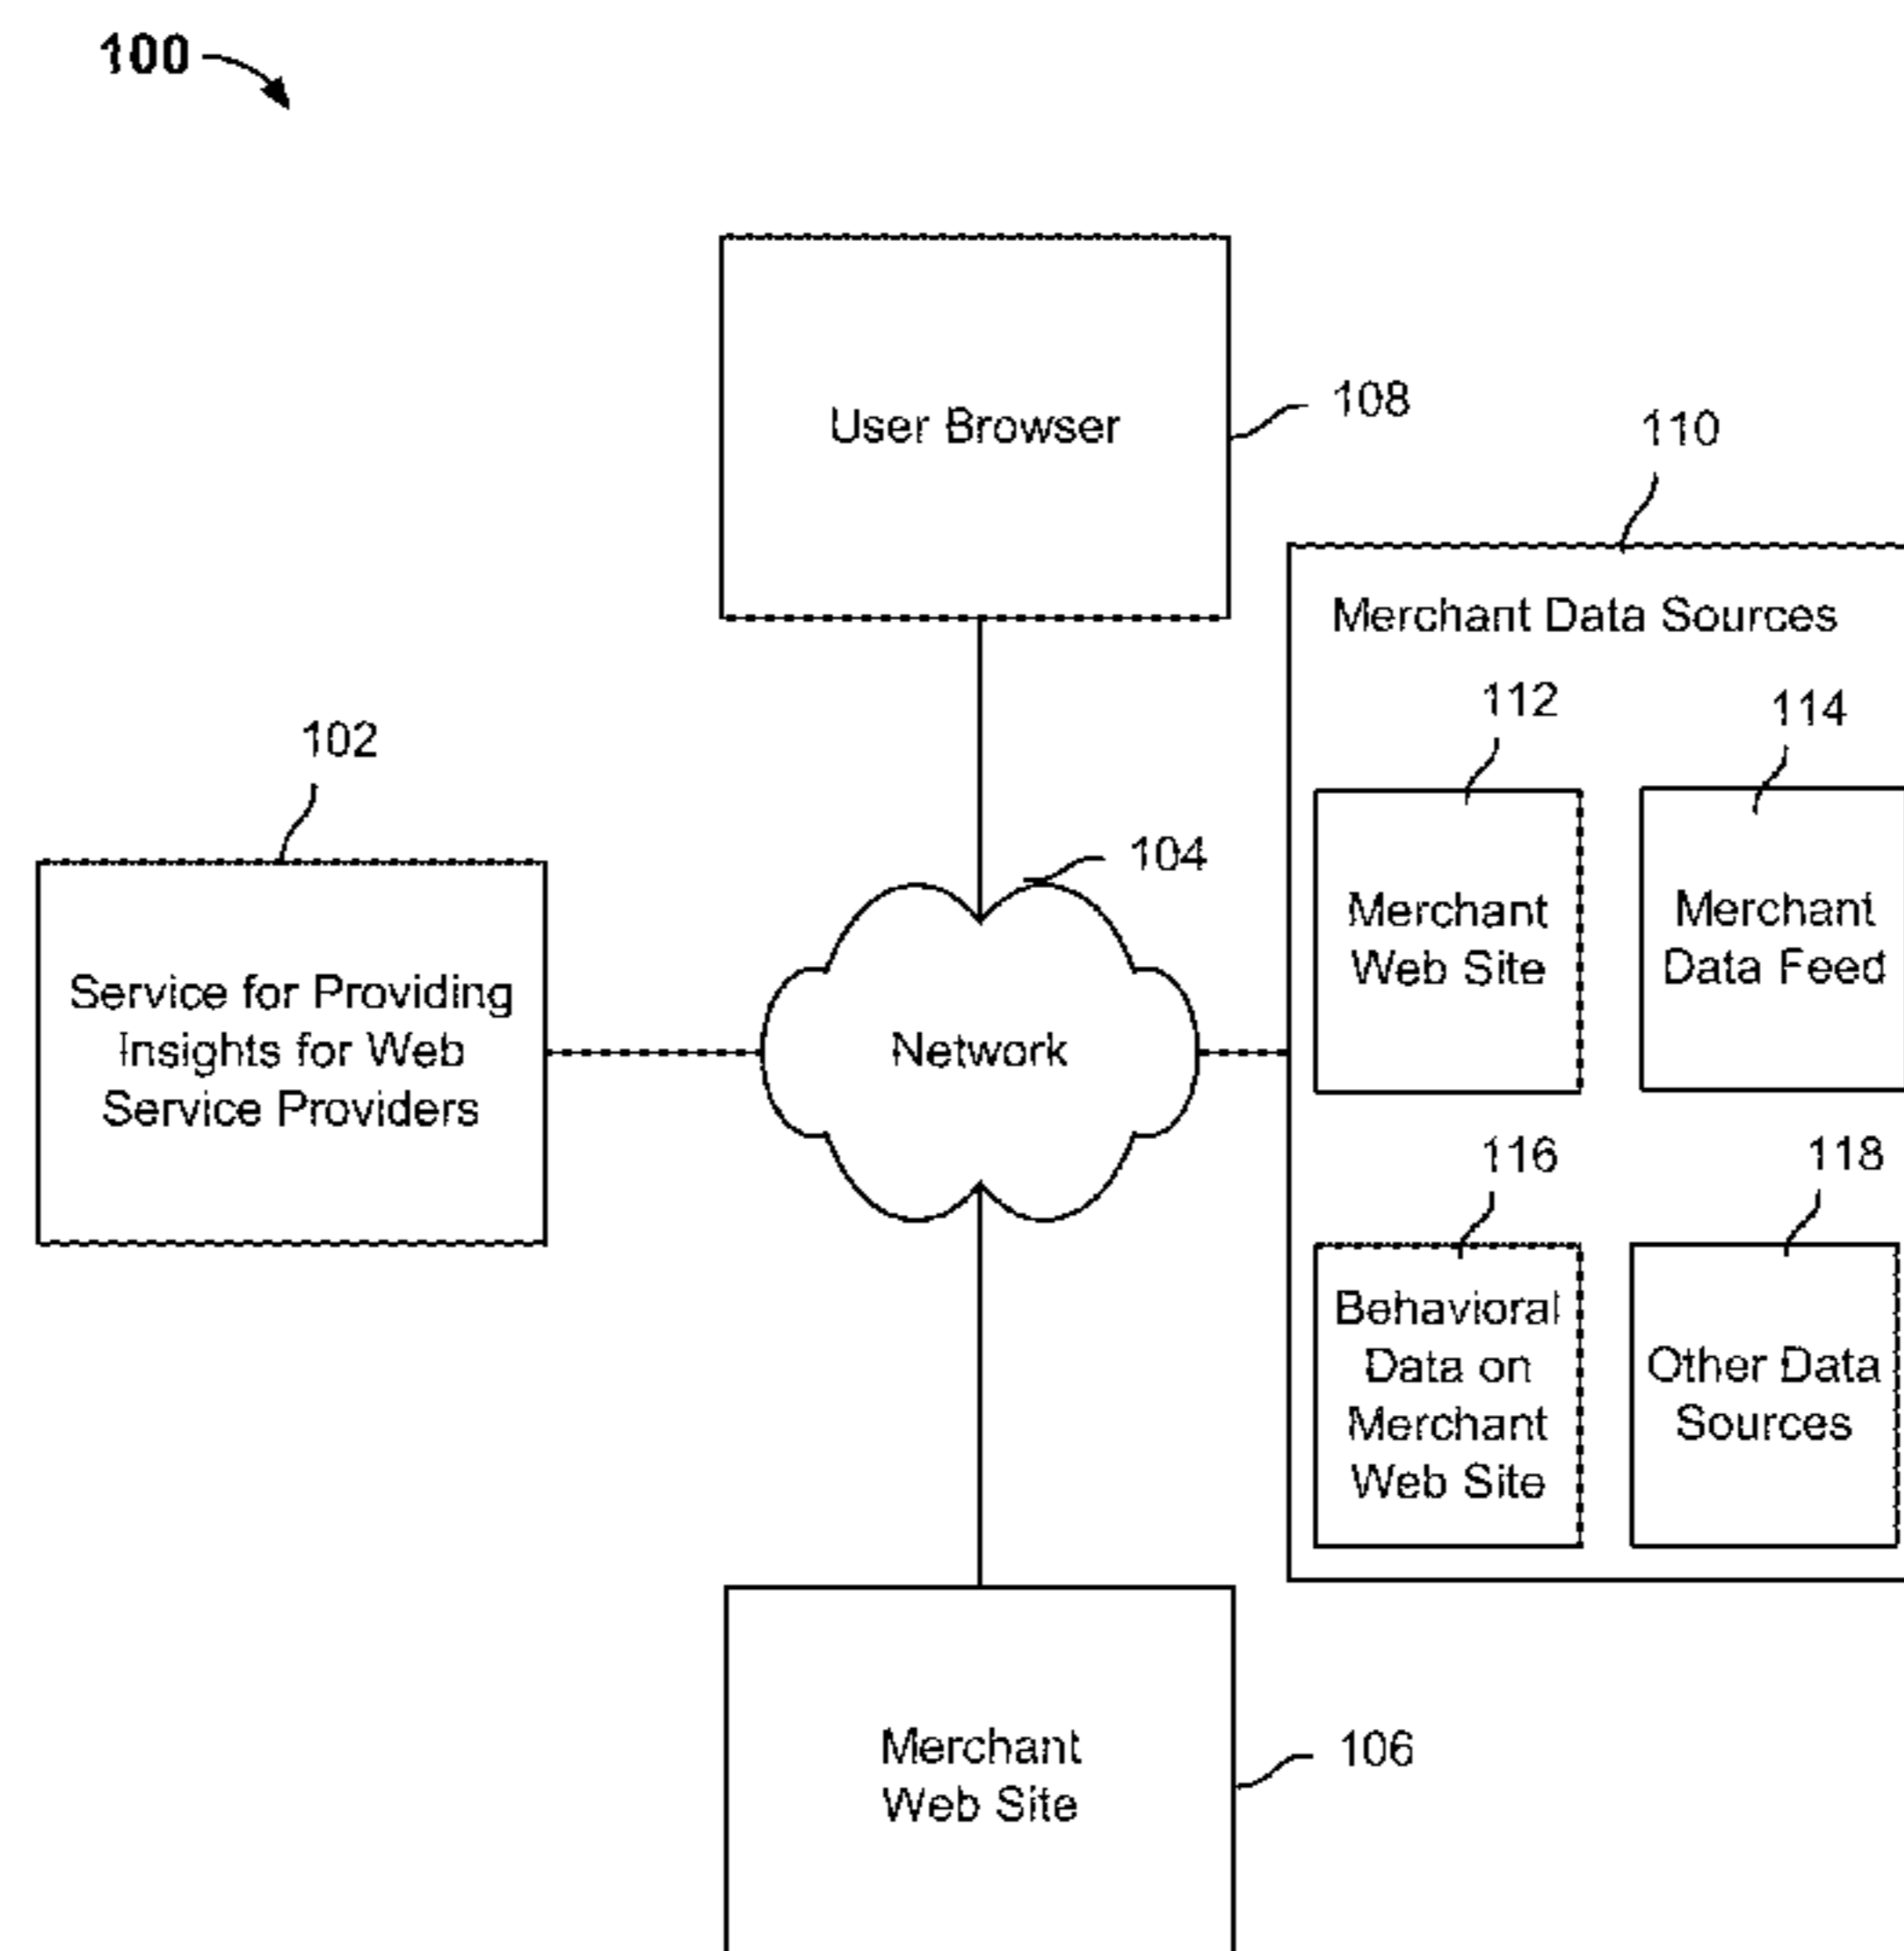 100
User Browser
108
110
Merchant Data Sources
112
114
102
104
Merchant
Web Site
Merchant
Data Feed
Service for Providing
Insights for Web
Service Providers
Network
116
118
Behavioral
Data on
Merchant
Web Site
Other Data
Sources
Merchant
Web Site
106